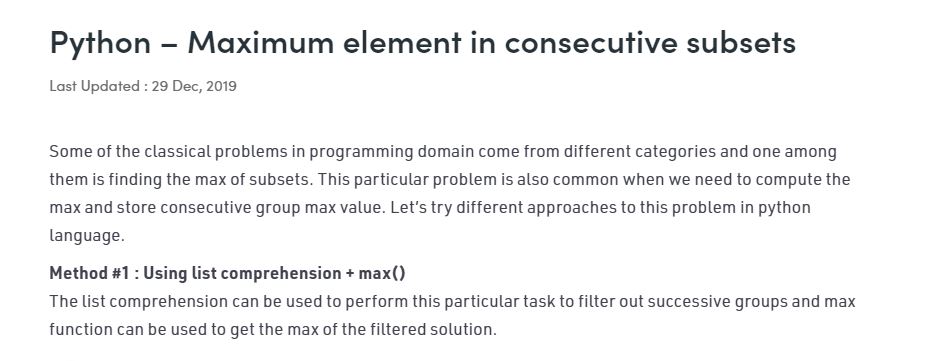 Python – Maximum element in consecutive subsets
Last Updated : 29 Dec, 2019
Some of the classical problems in programming domain come from different categories and one among
them is finding the max of subsets. This particular problem is also common when we need to compute the
max and store consecutive group max value. Let’s try different approaches to this problem in python
language.
Method #1 : Using list comprehension + max()
The list comprehension can be used to perform this particular task to filter out successive groups and max
function can be used to get the max of the filtered solution.